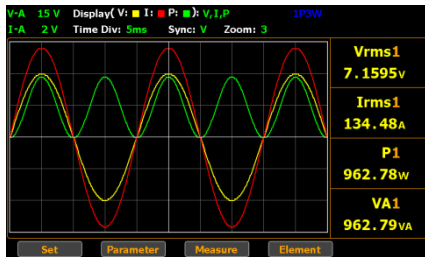 V-A 15 V Display( V: I: P: ): V,I,P 1P3W
I-A 2 V Time Div: 5ms Sync: V Zoom: 3
Vrms1
7.1595v
Irms1
134.48A
P1
962.78W
VA1
962.79VA
Set Parameter Measure Element